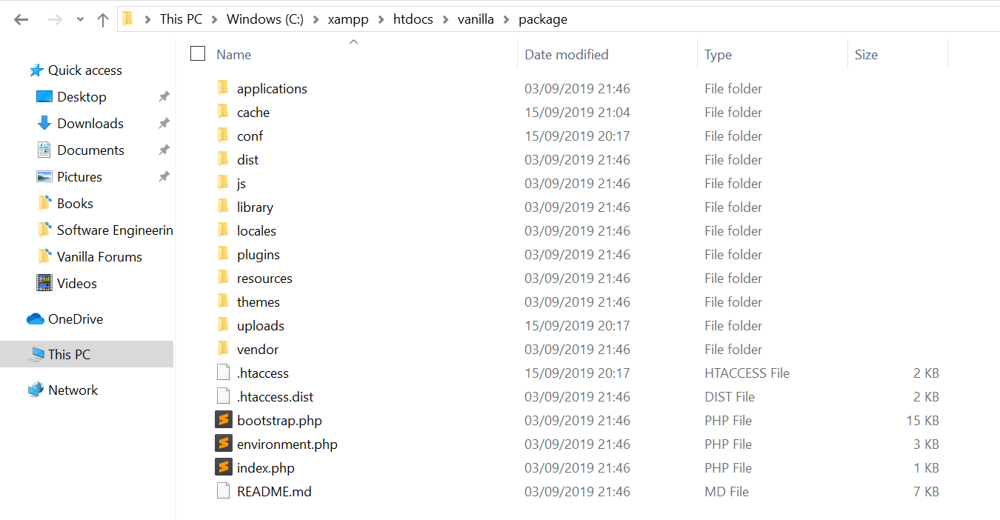 This PC > Windows (C:) > xampp > htdocs > vanilla > package
Quick access
Desktop
Downloads
Documents
Pictures
Books
Software Engineerin
Vanilla Forums
Videos
OneDrive
This PC
Network
Name Date modified Type Size
applications 03/09/2019 21:46 File folder
cache 15/09/2019 21:04 File folder
conf 15/09/2019 20:17 File folder
dist 03/09/2019 21:46 File folder
js 03/09/2019 21:46 File folder
library 03/09/2019 21:46 File folder
locales 03/09/2019 21:46 File folder
plugins 03/09/2019 21:46 File folder
resources 03/09/2019 21:46 File folder
themes 03/09/2019 21:46 File folder
uploads 15/09/2019 20:17 File folder
vendor 03/09/2019 21:46 File folder
.htaccess 15/09/2019 20:17 HTACCESS File 2 KB
.htaccess.dist 03/09/2019 21:46 DIST File 2 KB
bootstrap.php 03/09/2019 21:46 PHP File 15 KB
environment.php 03/09/2019 21:46 PHP File 3 KB
index.php 03/09/2019 21:46 PHP File 1 KB
README.md 03/09/2019 21:46 MD File 7 KB